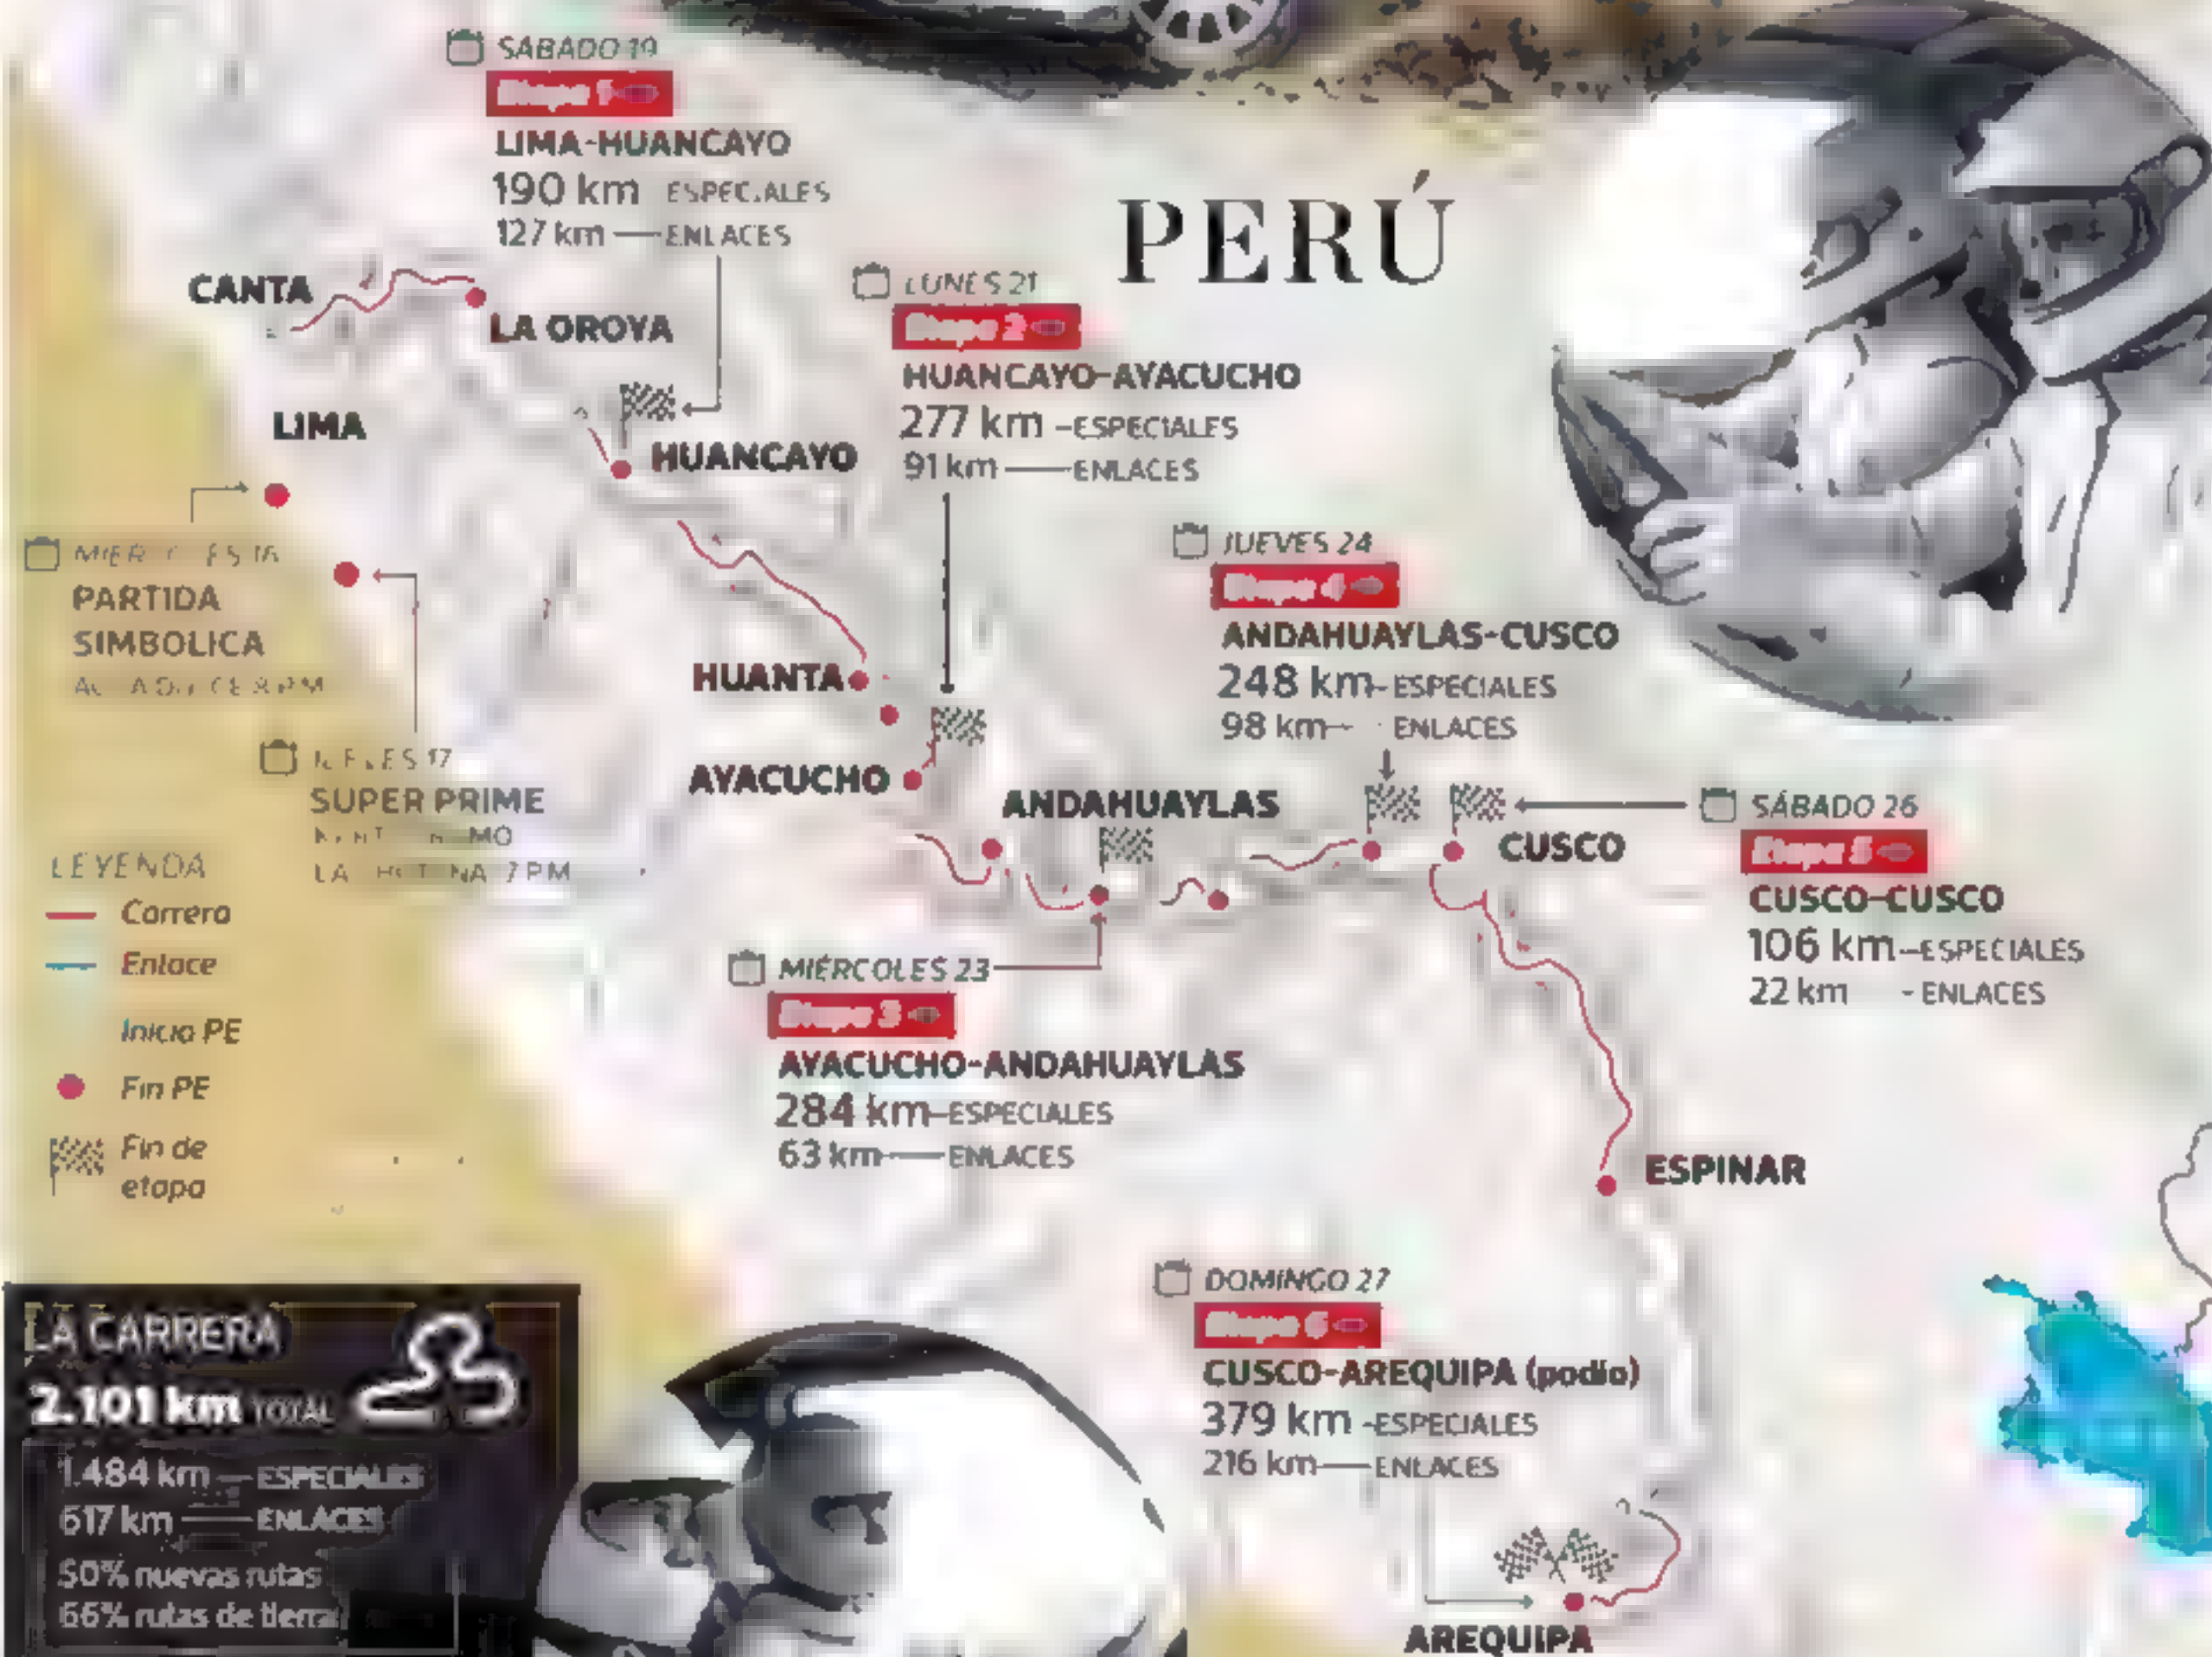 SÁBADO 19
Etapa 1
LIMA-HUANCAYO
190 km ESPECIALES
127 km ENLACES
PERÚ
CANTA
LA OROYA
LIMA
HUANCAYO
LUNES 21
Etapa 2
HUANCAYO-AYACUCHO
277 km -ESPECIALES
91 km ENLACES
PARTIDA
SIMBOLICA
17
SUPER PRIME
7 PM
JUEVES 24
Etapa 4
ANDAHUAYLAS-CUSCO
248 km-ESPECIALES
98 km ENLACES
HUANTA
AYACUCHO
ANDAHUAYLAS
CUSCO
SÁBADO 26
Etapa 5
CUSCO-CUSCO
106 km-ESPECIALES
22 km - ENLACES
LEYENDA
Carrera
Enlace
Inicio PE
Fin PE
Fin de
etapa
MIÉRCOLES 23
Etapa 3
AYACUCHO-ANDAHUAYLAS
284 km-ESPECIALES
63 km ENLACES
ESPINAR
DOMINGO 27
Etapa 6
CUSCO-AREQUIPA (podio)
379 km -ESPECIALES
216 km ENLACES
AREQUIPA
LA CARRERA
2.101 km TOTAL
1.484 km ESPECIALES
617 km ENLACES
50% nuevas rutas
66% rutas de tierra